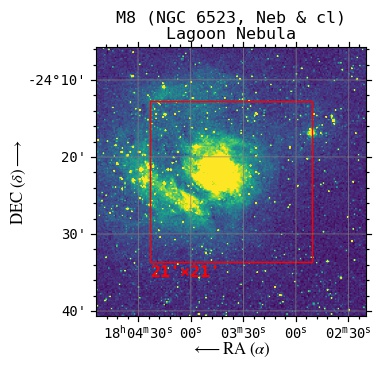 M8 (NGC 6523, Neb & cl)
Lagoon Nebula
-24°10'
20'
30'
40'
DEC (δ) ⟶
21'×21'
18ʰ04ᵐ30ˢ 00ˢ 03ᵐ30ˢ 00ˢ 02ᵐ30ˢ
⟵ RA (α)